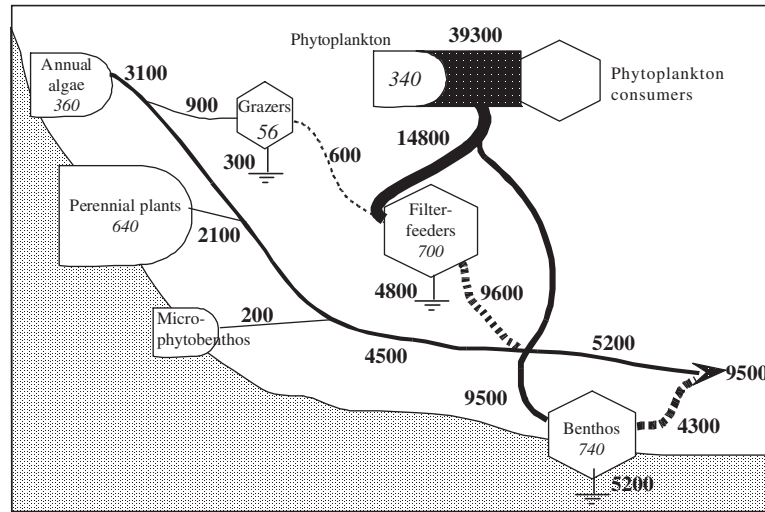 Phytoplankton
39300
Annual
algae
360
3100
340
Phytoplankton
consumers
900
Grazers
56
14800
300
600
Perennial plants
640
Filter-
feeders
700
2100
4800
9600
Micro-
phytobenthos
200
5200
4500
9500
9500
Benthos
740
4300
5200